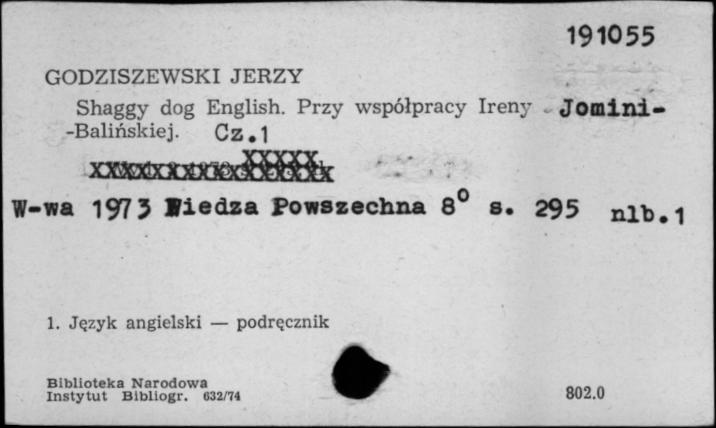 191055
GODZISZEWSKI JERZY
Shaggy dog English. Przy współpracy Ireny Jomini-
-Balińskiej. Cz.1
W-wa 1973 Wiedza Powszechna 8° s. 295 nlb.1
1. Język angielski — podręcznik
Biblioteka Narodowa
Instytut Bibliogr. 632/74
802.0